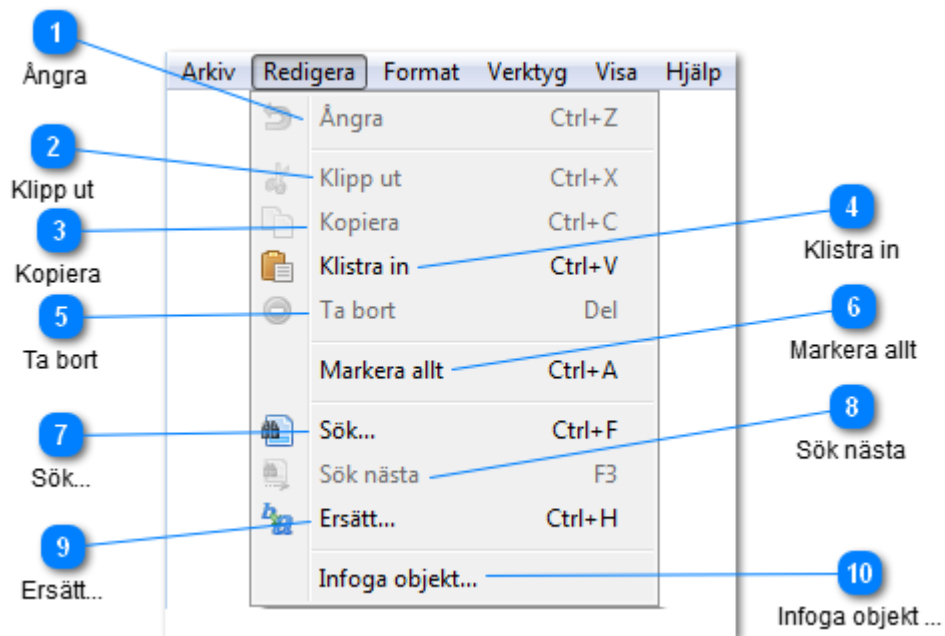 1
Ångra
Arkiv Redigera Format Verktyg Visa Hjälp
Ångra Ctrl+Z
2
Klipp ut
Klipp ut Ctrl+X
3
Kopiera
Kopiera Ctrl+C
4
Klistra in
Klistra in Ctrl+V
5
Ta bort
Ta bort Del
6
Markera allt
Markera allt Ctrl+A
7
Sök...
Sök... Ctrl+F
8
Sök nästa
Sök nästa F3
9
Ersätt...
Ersätt... Ctrl+H
Infoga objekt...
10
Infoga objekt ...